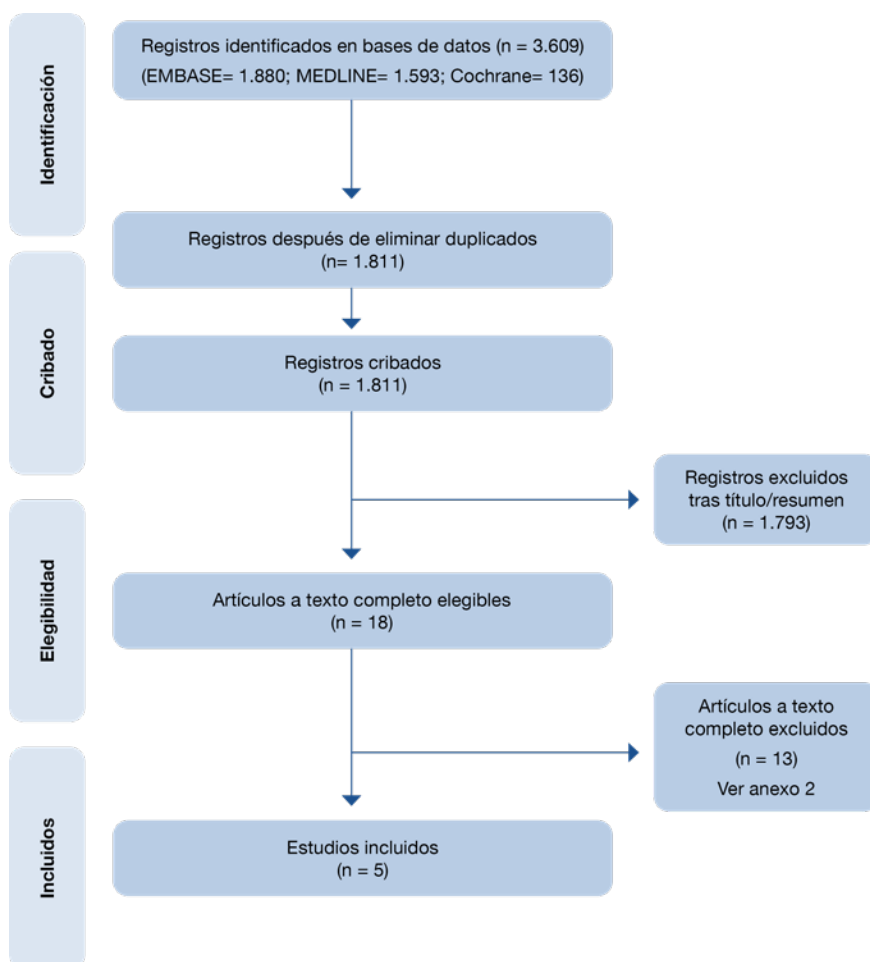 Identificación
Registros identificados en bases de datos (n = 3.609)
(EMBASE= 1.880; MEDLINE= 1.593; Cochrane= 136)
Registros después de eliminar duplicados
(n= 1.811)
Cribado
Registros cribados
(n = 1.811)
Registros excluidos
tras título/resumen
(n = 1.793)
Elegibilidad
Artículos a texto completo elegibles
(n = 18)
Artículos a texto
completo excluidos
(n = 13)
Ver anexo 2
Incluidos
Estudios incluidos
(n = 5)